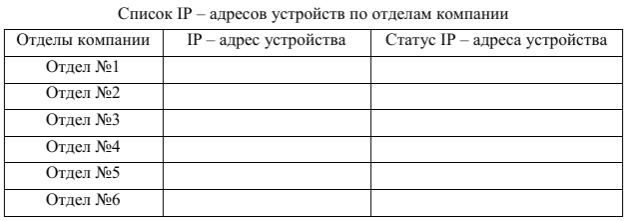 Список IP – адресов устройств по отделам компании
Отделы компании IP – адрес устройства Статус IP – адреса устройства
Отдел №1
Отдел №2
Отдел №3
Отдел №4
Отдел №5
Отдел №6